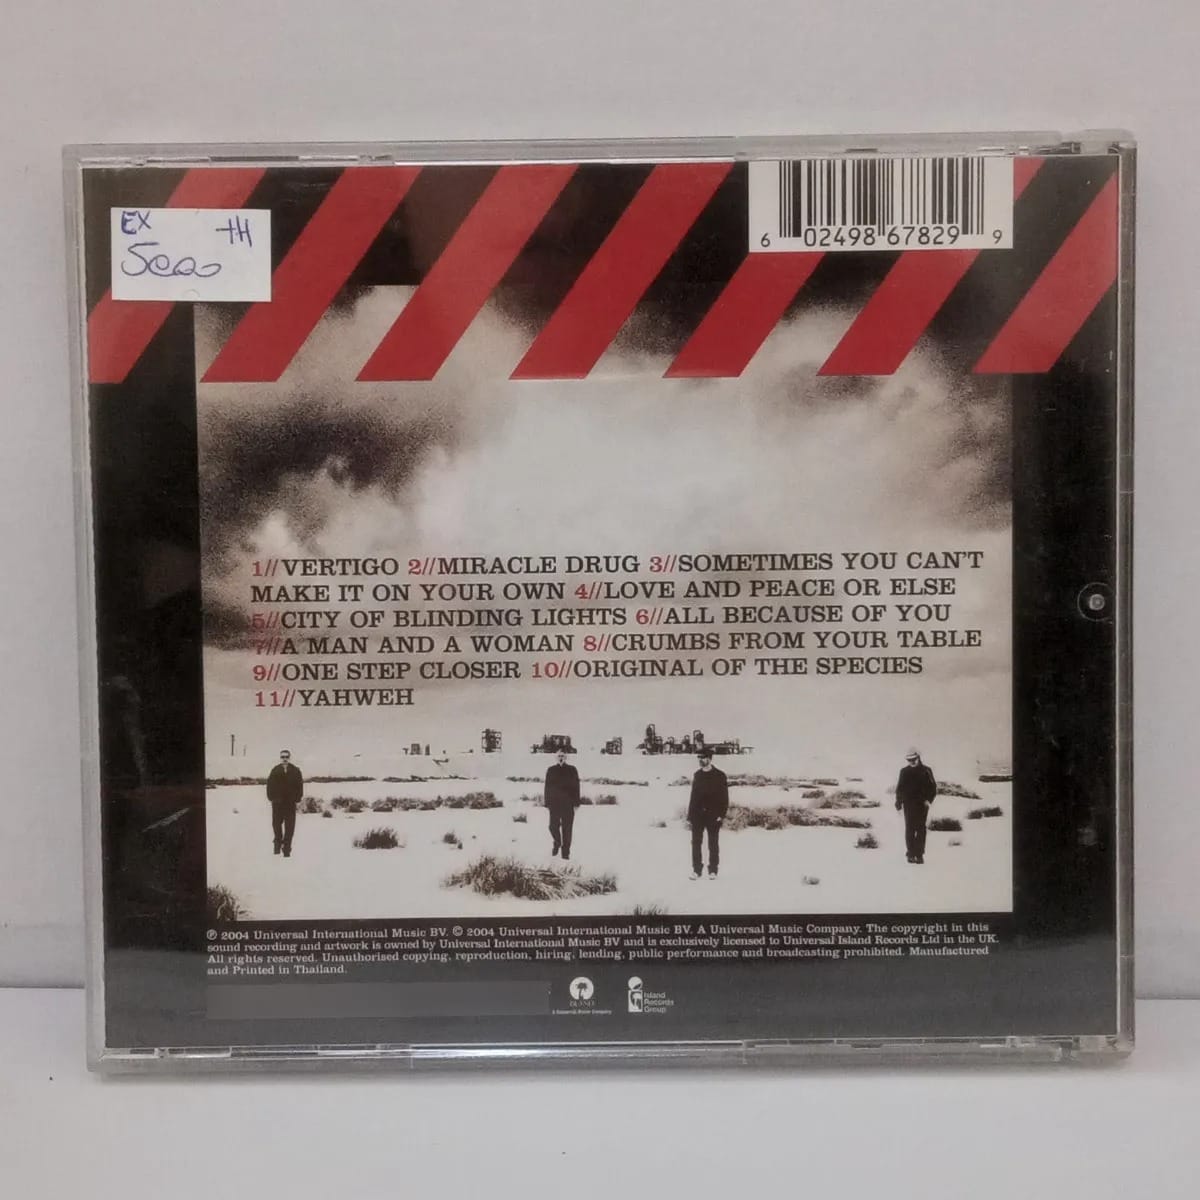 EX TH
5000
6 02498 67829 9
1//VERTIGO 2//MIRACLE DRUG 3//SOMETIMES YOU CAN'T
MAKE IT ON YOUR OWN 4//LOVE AND PEACE OR ELSE
5//CITY OF BLINDING LIGHTS 6//ALL BECAUSE OF YOU
7//A MAN AND A WOMAN 8//CRUMBS FROM YOUR TABLE
9//ONE STEP CLOSER 10//ORIGINAL OF THE SPECIES
11//YAHWEH
℗ 2004 Universal International Music BV. © 2004 Universal International Music BV. A Universal Music Company. The copyright in this
sound recording and artwork is owned by Universal International Music BV and is exclusively licensed to Universal Island Records Ltd in the UK.
All rights reserved. Unauthorised copying, reproduction, hiring, lending, public performance and broadcasting prohibited. Manufactured
and Printed in Thailand.
ISLAND
A Universal Music Company
Island
Records
Group